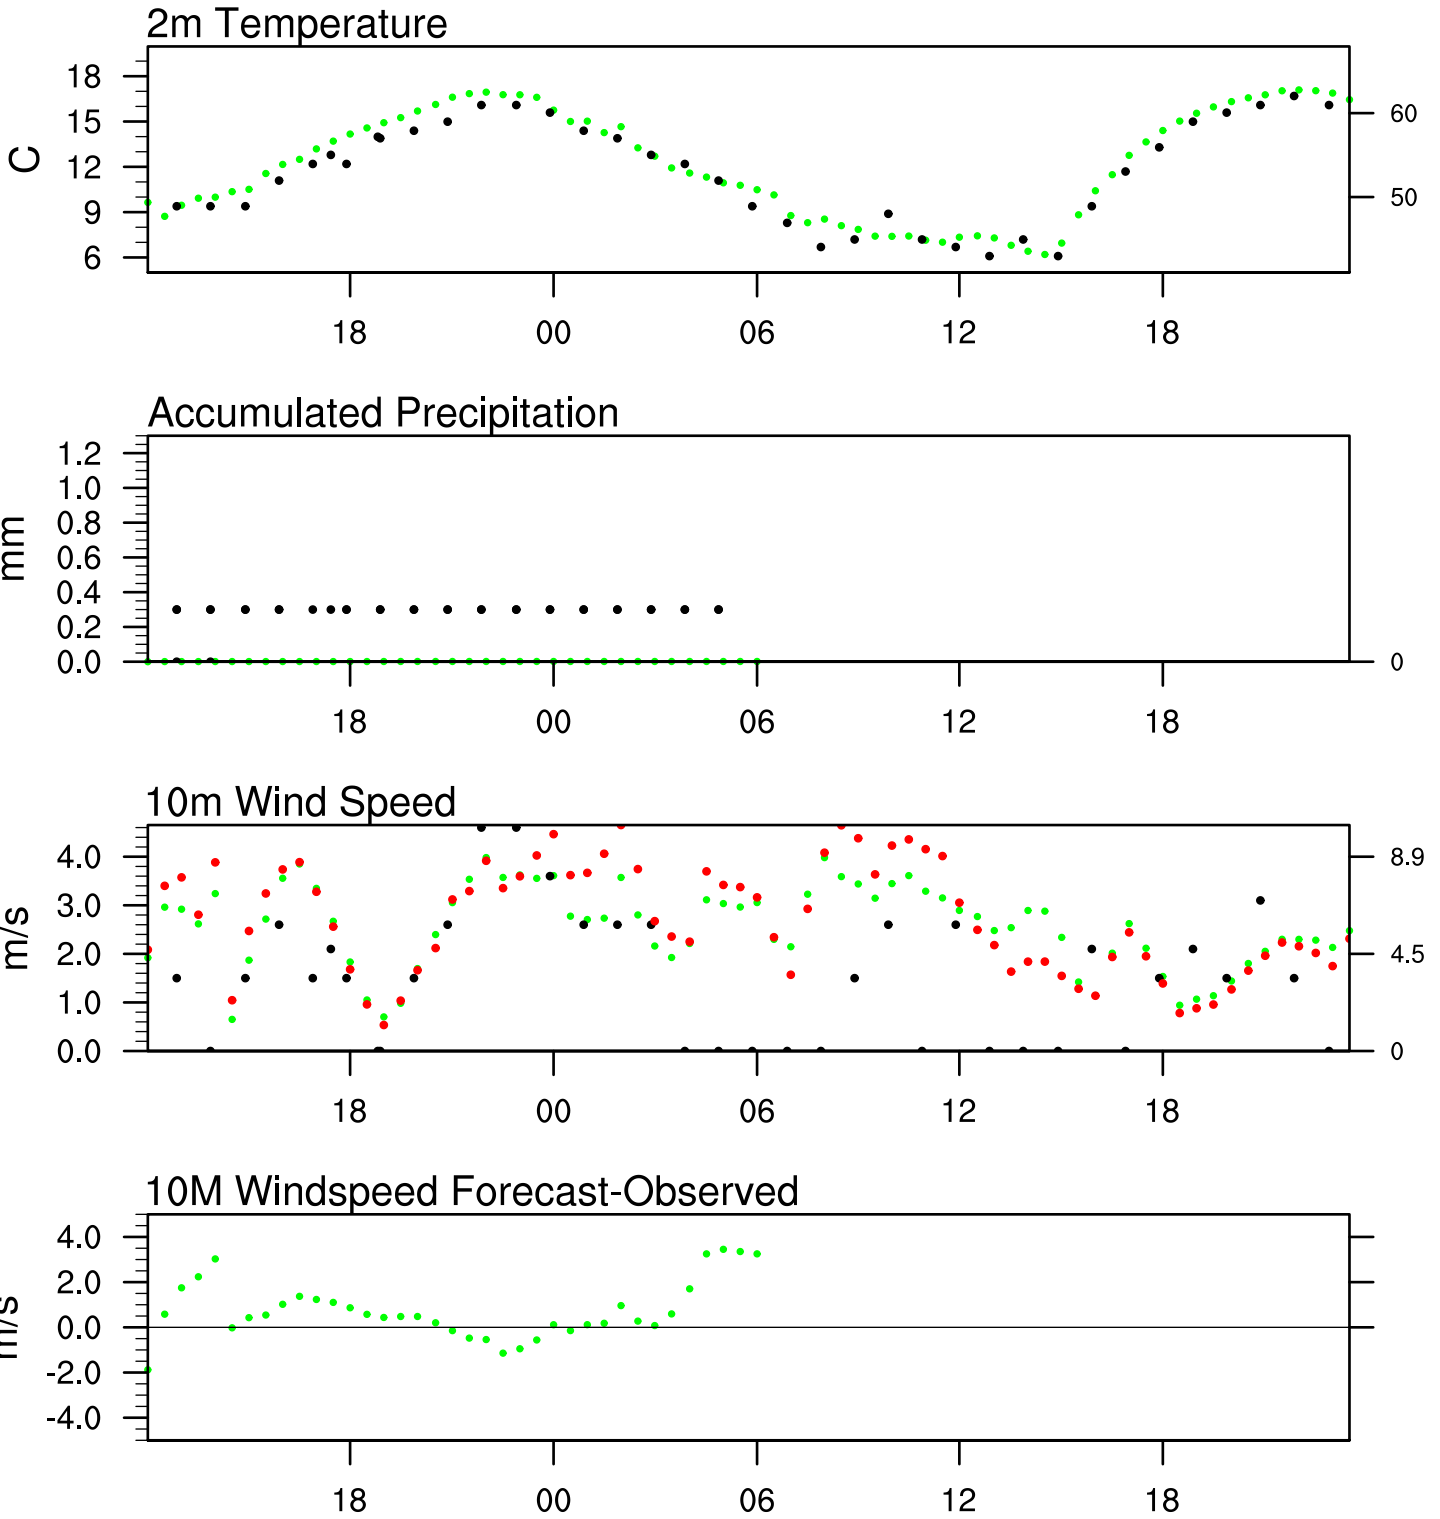 2m Temperature
18
15
12
9
6
C
60
50
18 00 06 12 18
Accumulated Precipitation
1.2
1.0
0.8
0.6
0.4
0.2
0.0
mm
0
18 00 06 12 18
10m Wind Speed
4.0
3.0
2.0
1.0
0.0
m/s
8.9
4.5
0
18 00 06 12 18
10M Windspeed Forecast-Observed
4.0
2.0
0.0
-2.0
-4.0
m/s
18 00 06 12 18